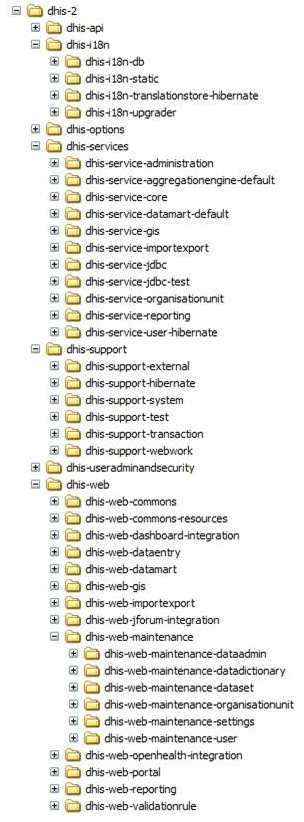 dhis-2
dhis-api
dhis-i18n
dhis-i18n-db
dhis-i18n-static
dhis-i18n-translationstore-hibernate
dhis-i18n-upgrader
dhis-options
dhis-services
dhis-service-administration
dhis-service-aggregationengine-default
dhis-service-core
dhis-service-datamart-default
dhis-service-gis
dhis-service-importexport
dhis-service-jdbc
dhis-service-jdbc-test
dhis-service-organisationunit
dhis-service-reporting
dhis-service-user-hibernate
dhis-support
dhis-support-external
dhis-support-hibernate
dhis-support-system
dhis-support-test
dhis-support-transaction
dhis-support-webwork
dhis-useradminandsecurity
dhis-web
dhis-web-commons
dhis-web-commons-resources
dhis-web-dashboard-integration
dhis-web-dataentry
dhis-web-datamart
dhis-web-gis
dhis-web-importexport
dhis-web-jforum-integration
dhis-web-maintenance
dhis-web-maintenance-dataadmin
dhis-web-maintenance-datadictionary
dhis-web-maintenance-dataset
dhis-web-maintenance-organisationunit
dhis-web-maintenance-settings
dhis-web-maintenance-user
dhis-web-openhealth-integration
dhis-web-portal
dhis-web-reporting
dhis-web-validationrule